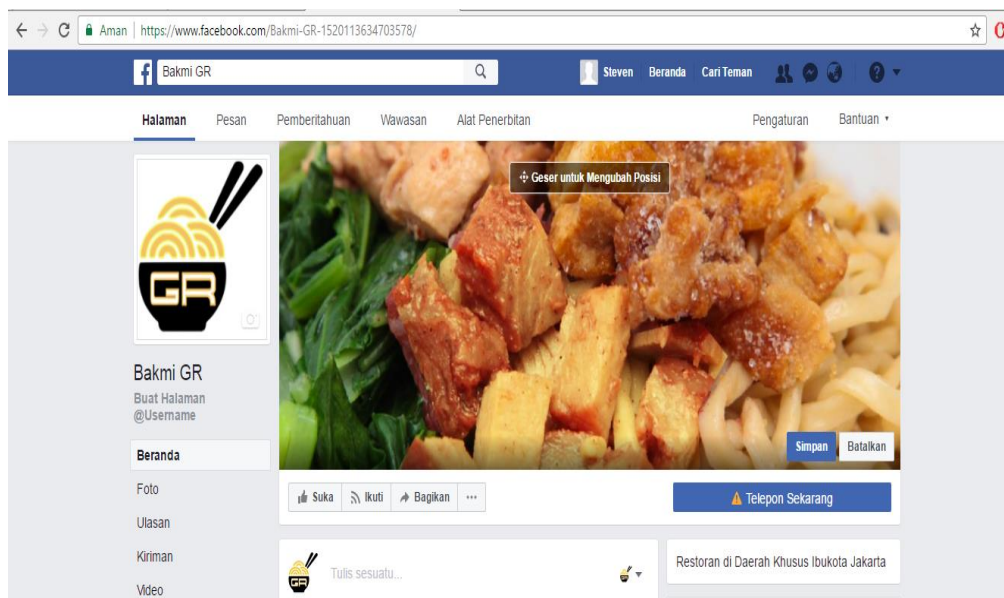 Aman https://www.facebook.com/Bakmi-GR-1520113634703578/
Bakmi GR Steven Beranda Cari Teman
Halaman Pesan Pemberitahuan Wawasan Alat Penerbitan Pengaturan Bantuan
Geser untuk Mengubah Posisi
GR
Bakmi GR
Buat Halaman
@Username
Simpan Batalkan
Beranda
Foto
Suka Ikuti Bagikan ... Telepon Sekarang
Ulasan
Kiriman
GR Tulis sesuatu... Restoran di Daerah Khusus Ibukota Jakarta
Video